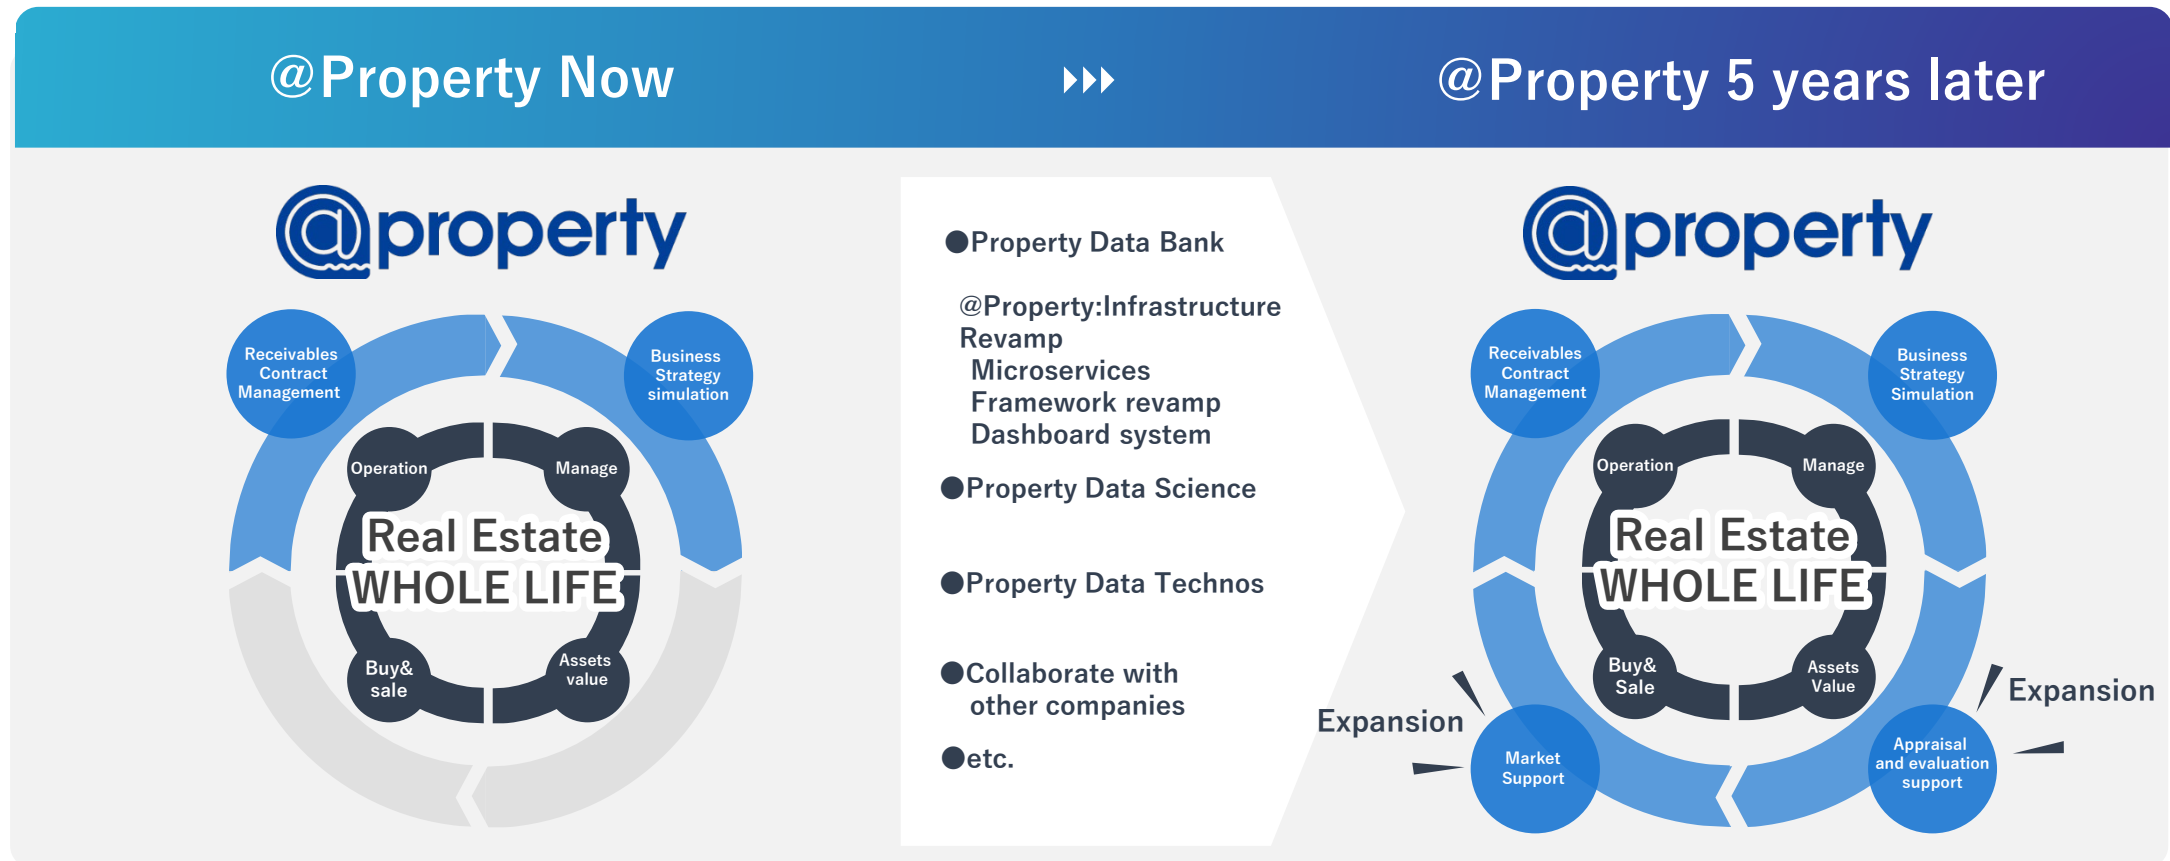 @Property Now
@Property 5 years later
@property
Receivables
Contract
Management
Business
Strategy
simulation
Operation
Manage
Real Estate
WHOLE LIFE
Buy&
sale
Assets
value
●Property Data Bank
@Property:Infrastructure
Revamp
Microservices
Framework revamp
Dashboard system
●Property Data Science
●Property Data Technos
●Collaborate with
other companies
●etc.
@property
Receivables
Contract
Management
Business
Strategy
Simulation
Operation
Manage
Real Estate
WHOLE LIFE
Buy&
Sale
Assets
Value
Expansion
Market
Support
Expansion
Appraisal
and evaluation
support